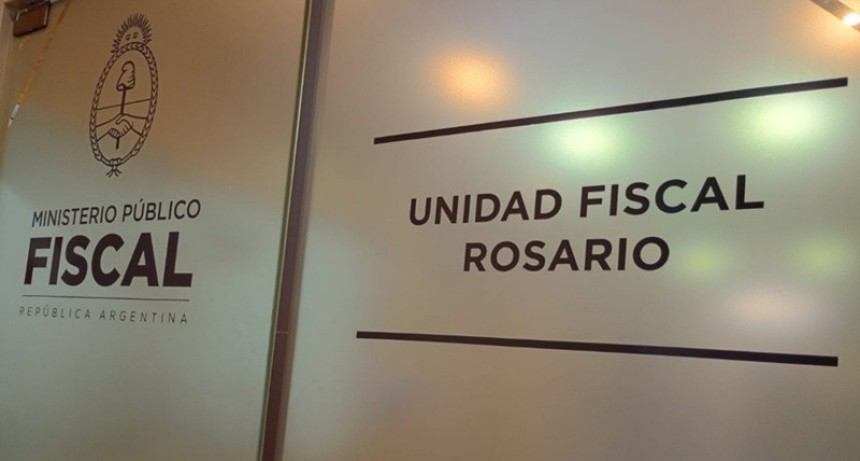 MINISTERIO PÚBLICO
FISCAL
REPÚBLICA ARGENTINA
UNIDAD FISCAL
ROSARIO